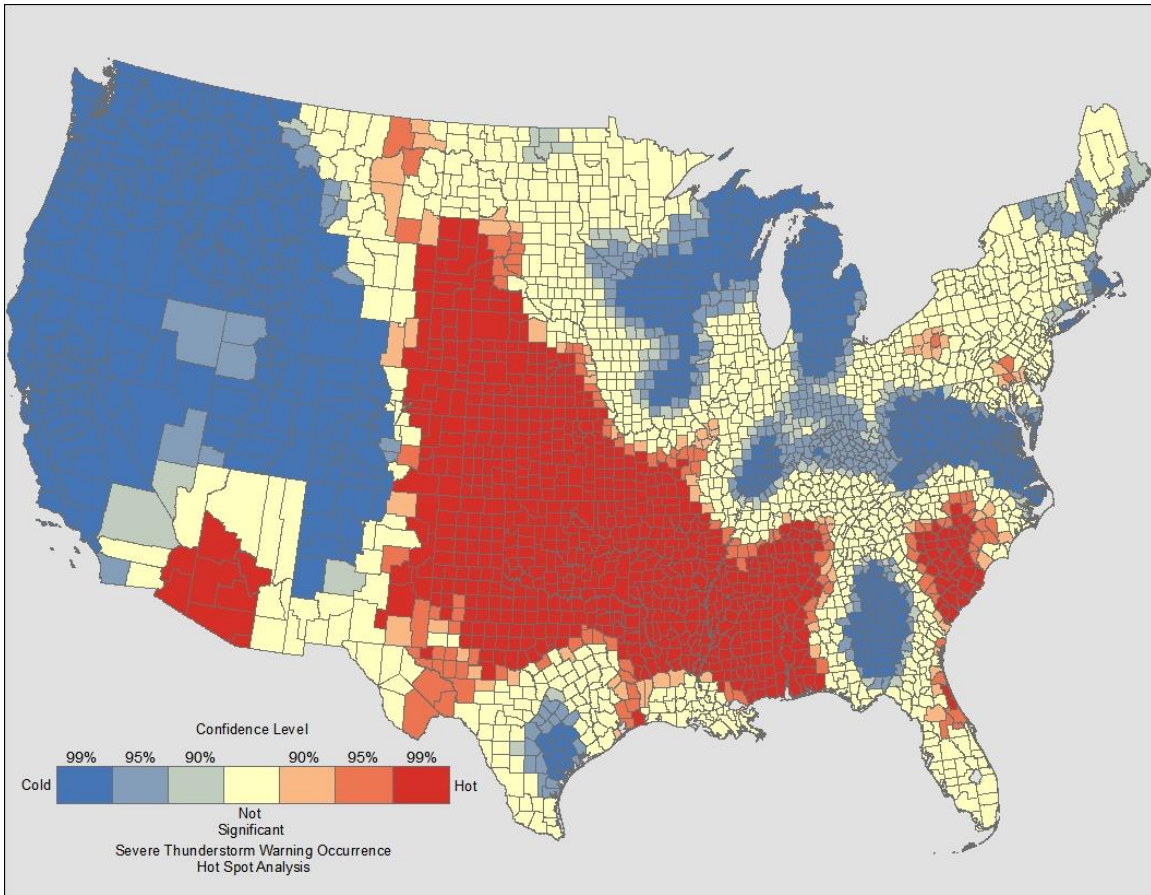 Confidence Level
99% 95% 90% 90% 95% 99%
Cold Hot
Not
Significant
Severe Thunderstorm Warning Occurrence
Hot Spot Analysis